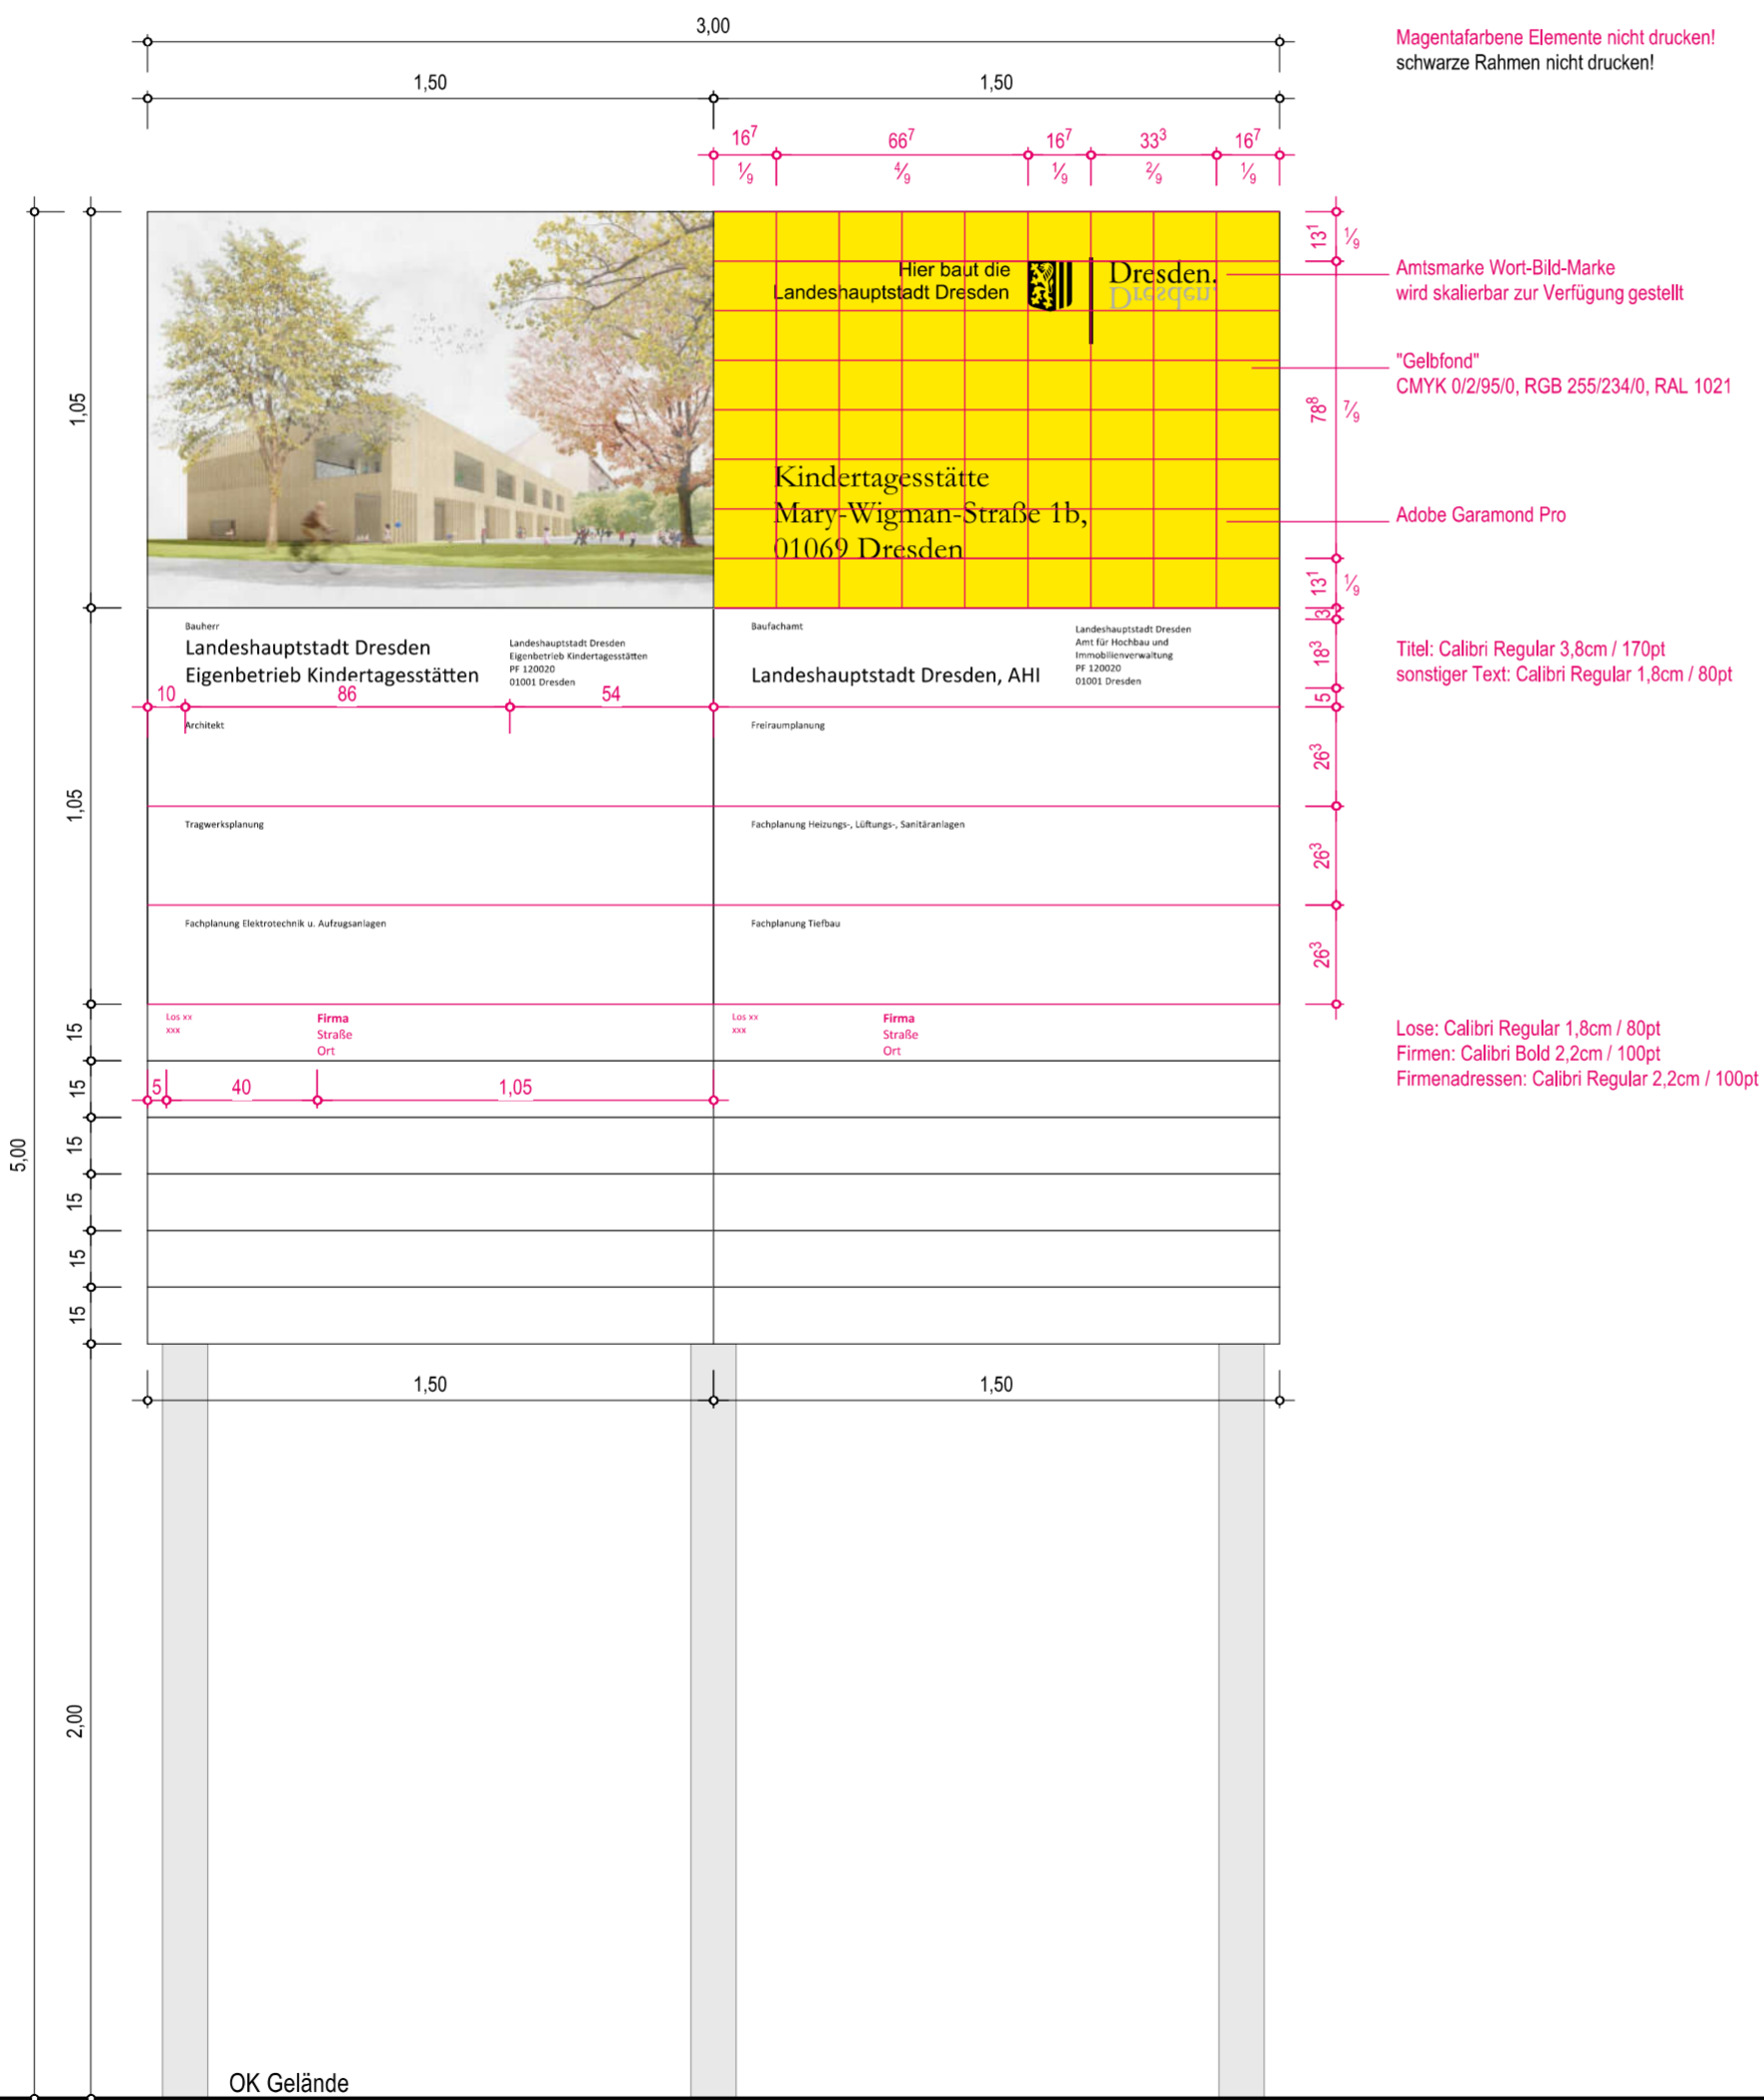 3,00
Magentafarbene Elemente nicht drucken!
schwarze Rahmen nicht drucken!
1,50
1,50
16⁷
66⁷
16⁷
33³
16⁷
1/9
4/9
1/9
2/9
1/9
13¹ 1/9
Hier baut die
Landeshauptstadt Dresden
Dresden.
Dresden.
Amtsmarke Wort-Bild-Marke
wird skalierbar zur Verfügung gestellt
"Gelbfond"
CMYK 0/2/95/0, RGB 255/234/0, RAL 1021
1,05
78⁸ 7/9
Kindertagesstätte
Mary-Wigman-Straße 1b,
01069 Dresden
Adobe Garamond Pro
13¹ 1/9
3
Bauherr
Landeshauptstadt Dresden
Eigenbetrieb Kindertagesstätten
Landeshauptstadt Dresden
Eigenbetrieb Kindertagesstätten
PF 120020
01001 Dresden
Baufachamt
Landeshauptstadt Dresden, AHI
Landeshauptstadt Dresden
Amt für Hochbau und
Immobilienverwaltung
PF 120020
01001 Dresden
18³
Titel: Calibri Regular 3,8cm / 170pt
sonstiger Text: Calibri Regular 1,8cm / 80pt
10
86
54
5
Architekt
Freiraumplanung
26³
1,05
Tragwerksplanung
Fachplanung Heizungs-, Lüftungs-, Sanitäranlagen
26³
Fachplanung Elektrotechnik u. Aufzugsanlagen
Fachplanung Tiefbau
26³
15
Los xx
xxx
Firma
Straße
Ort
Los xx
xxx
Firma
Straße
Ort
Lose: Calibri Regular 1,8cm / 80pt
Firmen: Calibri Bold 2,2cm / 100pt
Firmenadressen: Calibri Regular 2,2cm / 100pt
15
5
40
1,05
5,00
15
15
15
15
1,50
1,50
2,00
OK Gelände